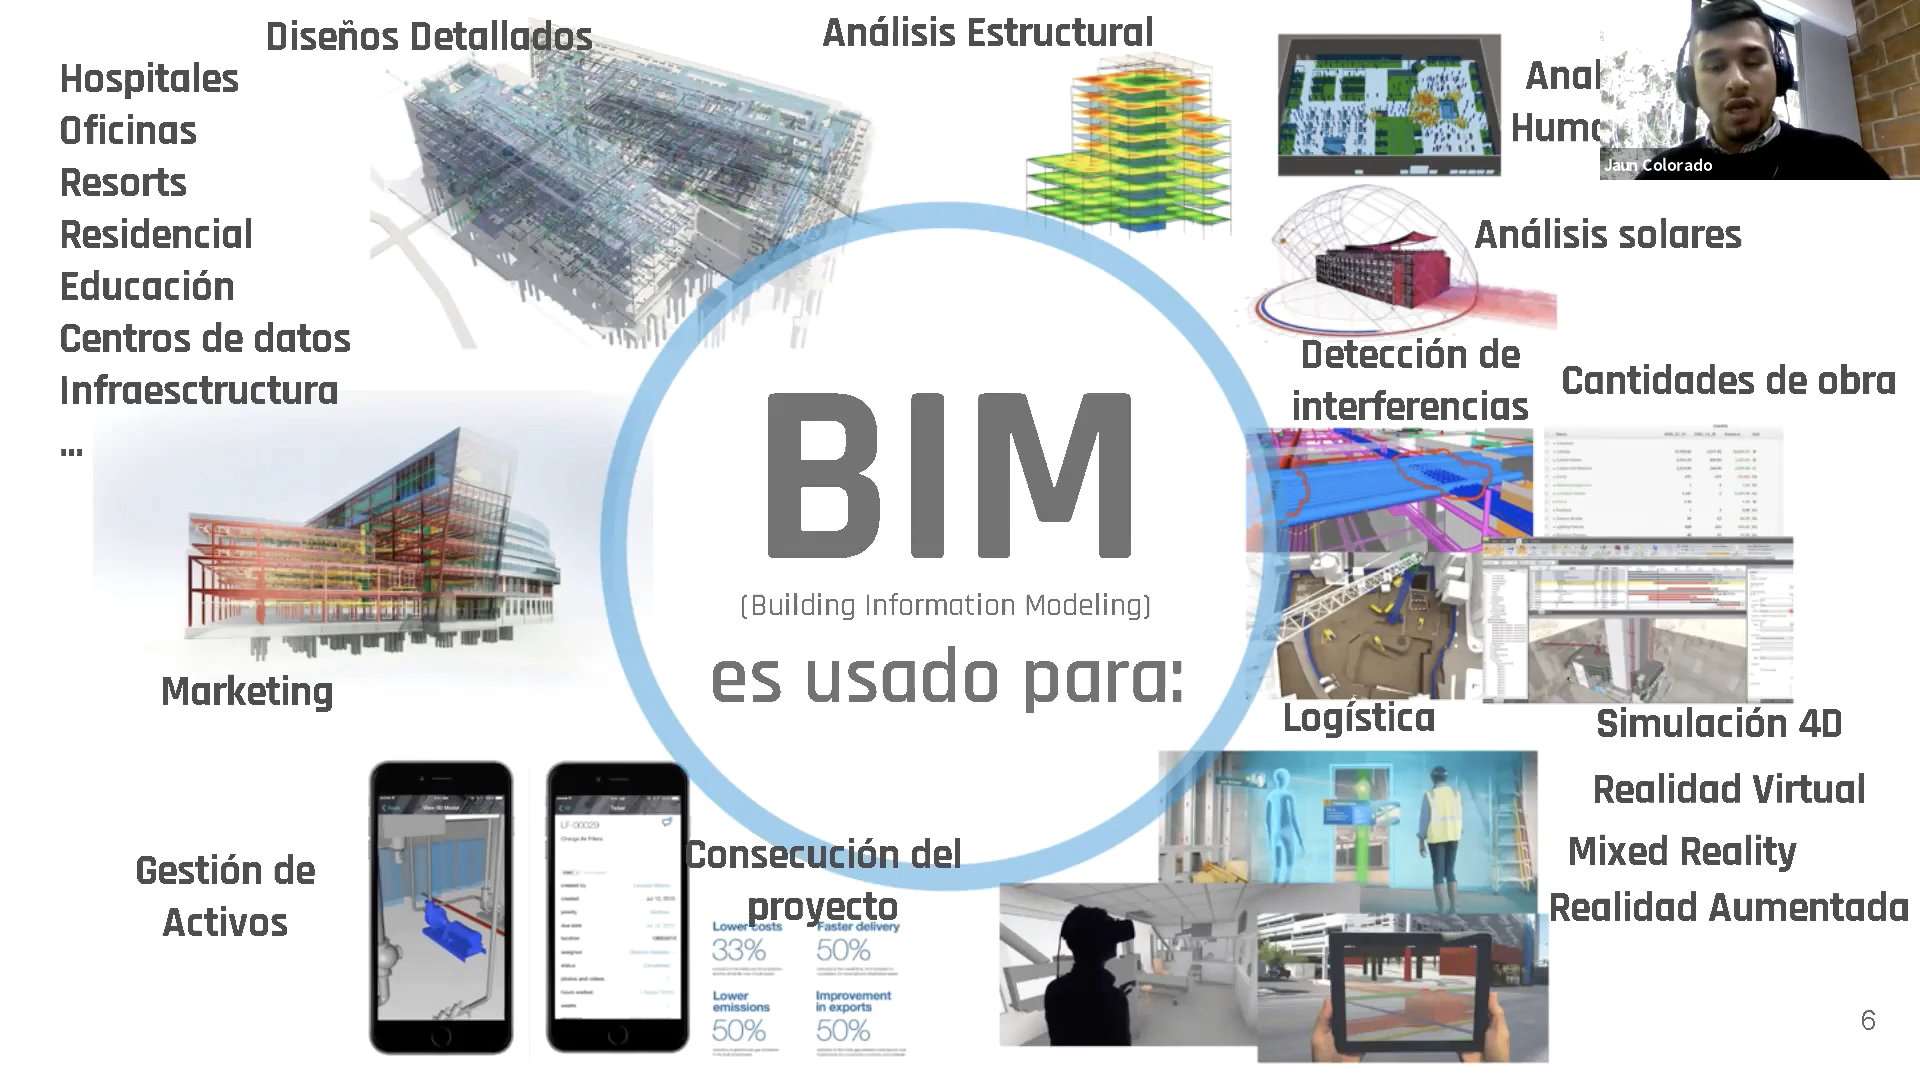 Diseños Detallados
Análisis Estructural
Hospitales
Oficinas
Resorts
Residencial
Educación
Centros de datos
Infraesctructura
...
Jaun Colorado
Análisis solares
Detección de
interferencias
Cantidades de obra
BIM
(Building Information Modeling)
es usado para:
Marketing
Logística
Simulación 4D
Realidad Virtual
Mixed Reality
Realidad Aumentada
Gestión de
Activos
LF-00029
Consecución del
proyecto
Lower costs
33%
Faster delivery
50%
Lower
emissions
50%
Improvement
in exports
50%
6